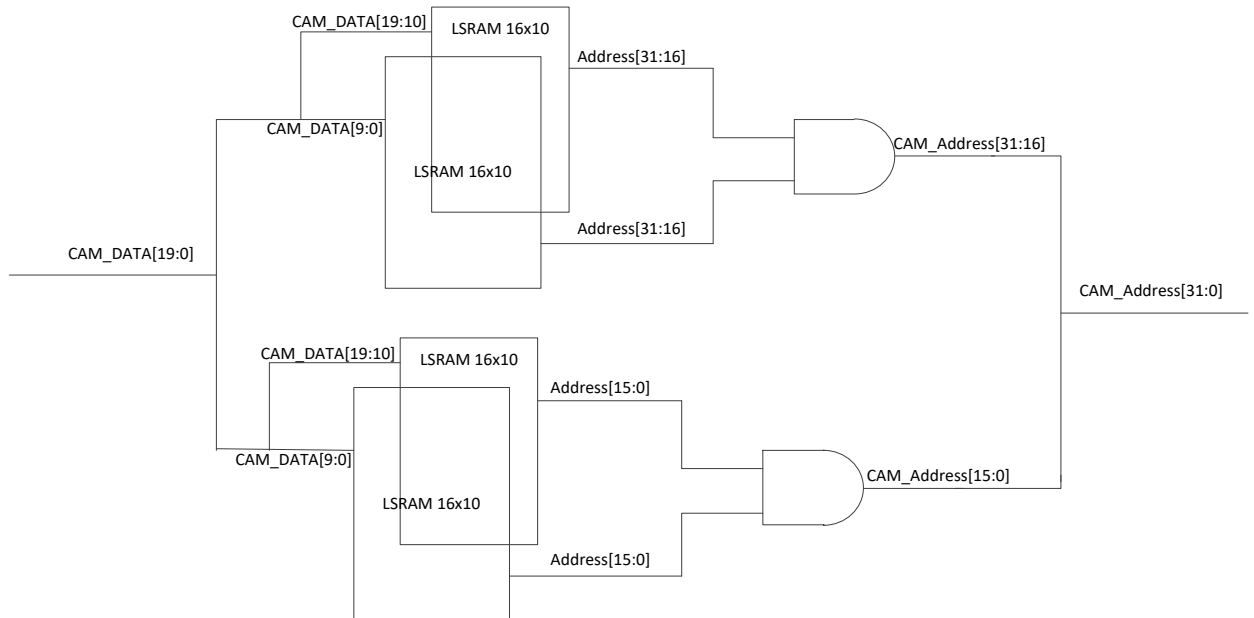 CAM_DATA[19:10]
LSRAM 16x10
Address[31:16]
CAM_DATA[9:0]
CAM_Address[31:16]
LSRAM 16x10
Address[31:16]
CAM_DATA[19:0]
CAM_Address[31:0]
CAM_DATA[19:10]
LSRAM 16x10
Address[15:0]
CAM_DATA[9:0]
CAM_Address[15:0]
LSRAM 16x10
Address[15:0]